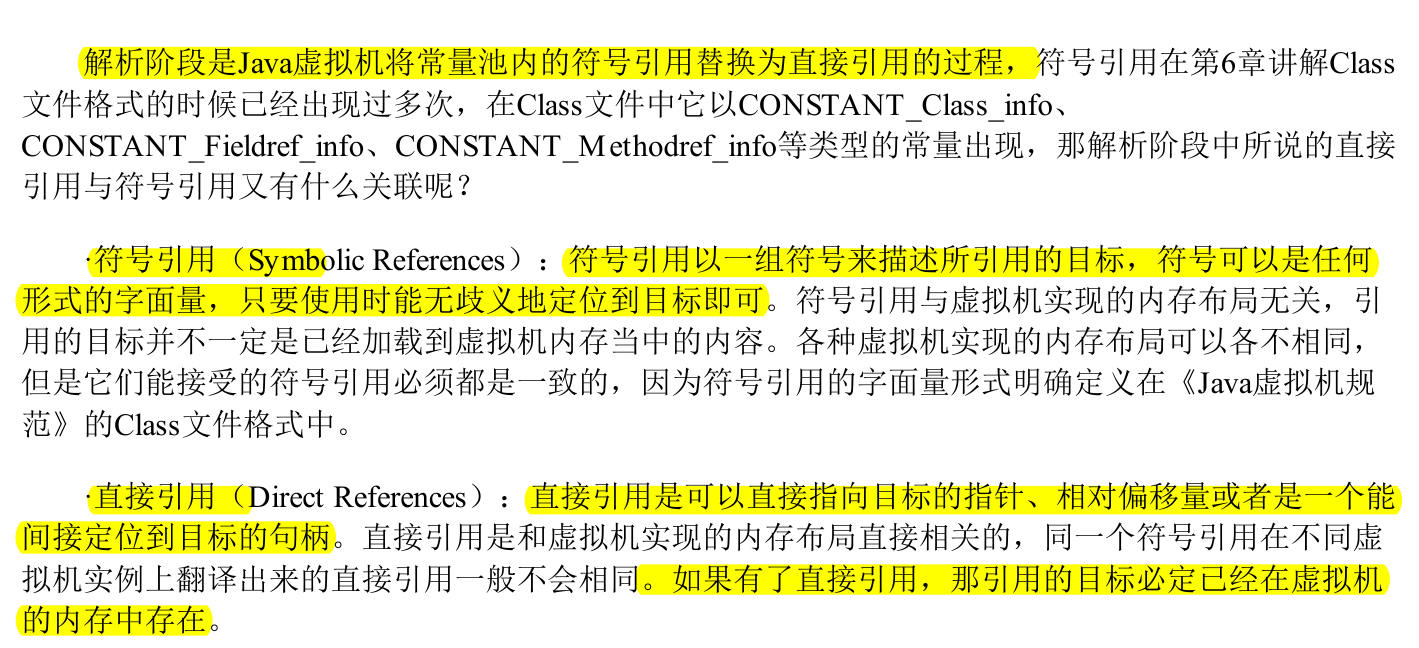 解析阶段是Java虚拟机将常量池内的符号引用替换为直接引用的过程，符号引用在第6章讲解Class
文件格式的时候已经出现过多次，在Class文件中它以CONSTANT_Class_info、
CONSTANT_Fieldref_info、CONSTANT_Methodref_info等类型的常量出现，那解析阶段中所说的直接
引用与符号引用又有什么关联呢？
·符号引用（Symbolic References）：符号引用以一组符号来描述所引用的目标，符号可以是任何
形式的字面量，只要使用时能无歧义地定位到目标即可。符号引用与虚拟机实现的内存布局无关，引
用的目标并不一定是已经加载到虚拟机内存当中的内容。各种虚拟机实现的内存布局可以各不相同，
但是它们能接受的符号引用必须都是一致的，因为符号引用的字面量形式明确定义在《Java虚拟机规
范》的Class文件格式中。
·直接引用（Direct References）：直接引用是可以直接指向目标的指针、相对偏移量或者是一个能
间接定位到目标的句柄。直接引用是和虚拟机实现的内存布局直接相关的，同一个符号引用在不同虚
拟机实例上翻译出来的直接引用一般不会相同。如果有了直接引用，那引用的目标必定已经在虚拟机
的内存中存在。